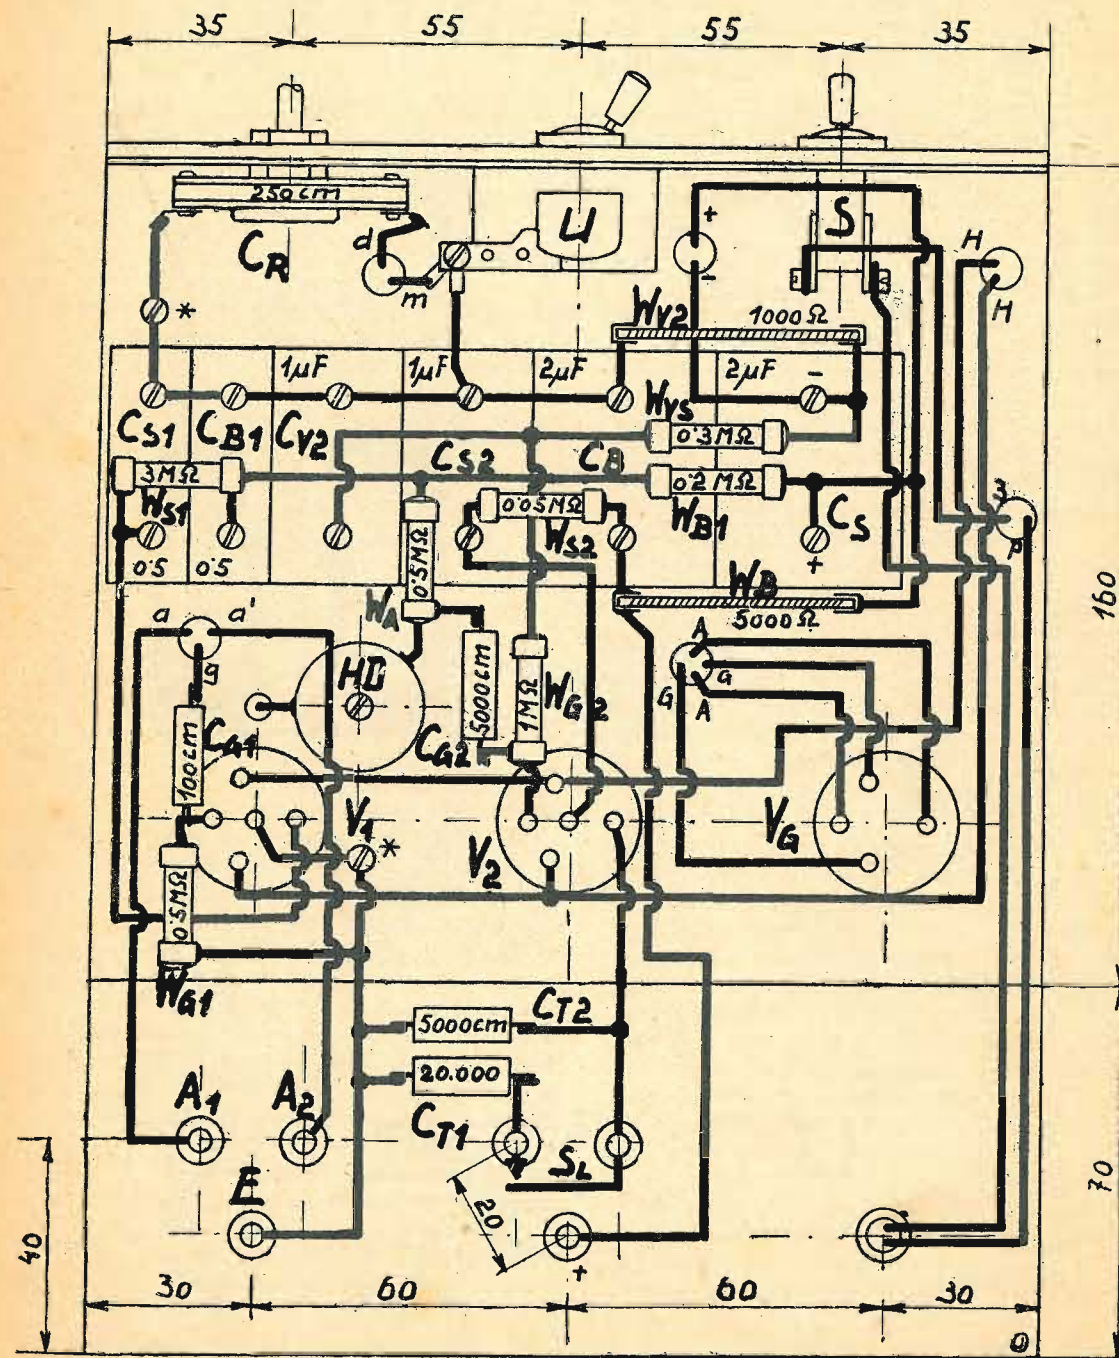 35 55 55 35
250cm
CR
d
m
U
+
-
S
H
H
*
WV2
1000Ω
1µF 1µF 2µF 2µF -
CS1 CB1 CV2
WVS
0.3MΩ
CS2 CB
3MΩ
0.2MΩ
WS1
0.05MΩ
WS2
WB1
CS
3
P
+
0.5 0.5
0.5MΩ
WA
WB
5000Ω
160
a a'
g
HD
5000cm
1MΩ
WG2
A
G
G A
CG1
100cm
CG2
V1
*
V2
VG
0.5MΩ
WG1
5000cm
CT2
20.000
A1 A2
CT1
SL
E
20
+
-
40
70
30 60 60 30
0